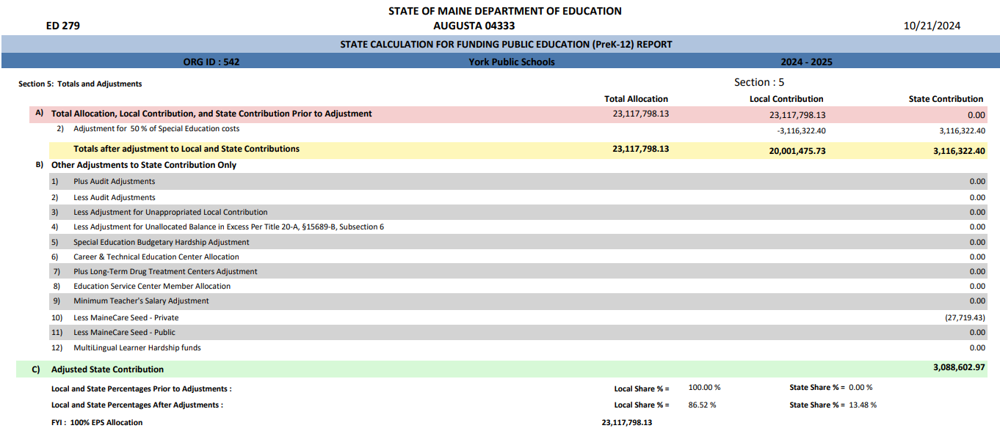 STATE OF MAINE DEPARTMENT OF EDUCATION
ED 279 AUGUSTA 04333 10/21/2024
STATE CALCULATION FOR FUNDING PUBLIC EDUCATION (PreK-12) REPORT
ORG ID : 542 York Public Schools 2024 - 2025
Section 5: Totals and Adjustments Section : 5
Total Allocation Local Contribution State Contribution
A) Total Allocation, Local Contribution, and State Contribution Prior to Adjustment 23,117,798.13 23,117,798.13 0.00
2) Adjustment for 50 % of Special Education costs -3,116,322.40 3,116,322.40
Totals after adjustment to Local and State Contributions 23,117,798.13 20,001,475.73 3,116,322.40
B) Other Adjustments to State Contribution Only
1) Plus Audit Adjustments 0.00
2) Less Audit Adjustments 0.00
3) Less Adjustment for Unappropriated Local Contribution 0.00
4) Less Adjustment for Unallocated Balance in Excess Per Title 20-A, §15689-B, Subsection 6 0.00
5) Special Education Budgetary Hardship Adjustment 0.00
6) Career & Technical Education Center Allocation 0.00
7) Plus Long-Term Drug Treatment Centers Adjustment 0.00
8) Education Service Center Member Allocation 0.00
9) Minimum Teacher's Salary Adjustment 0.00
10) Less MaineCare Seed - Private (27,719.43)
11) Less MaineCare Seed - Public 0.00
12) MultiLingual Learner Hardship funds 0.00
C) Adjusted State Contribution 3,088,602.97
Local and State Percentages Prior to Adjustments : Local Share % = 100.00 % State Share % = 0.00 %
Local and State Percentages After Adjustments : Local Share % = 86.52 % State Share % = 13.48 %
FYI : 100% EPS Allocation 23,117,798.13